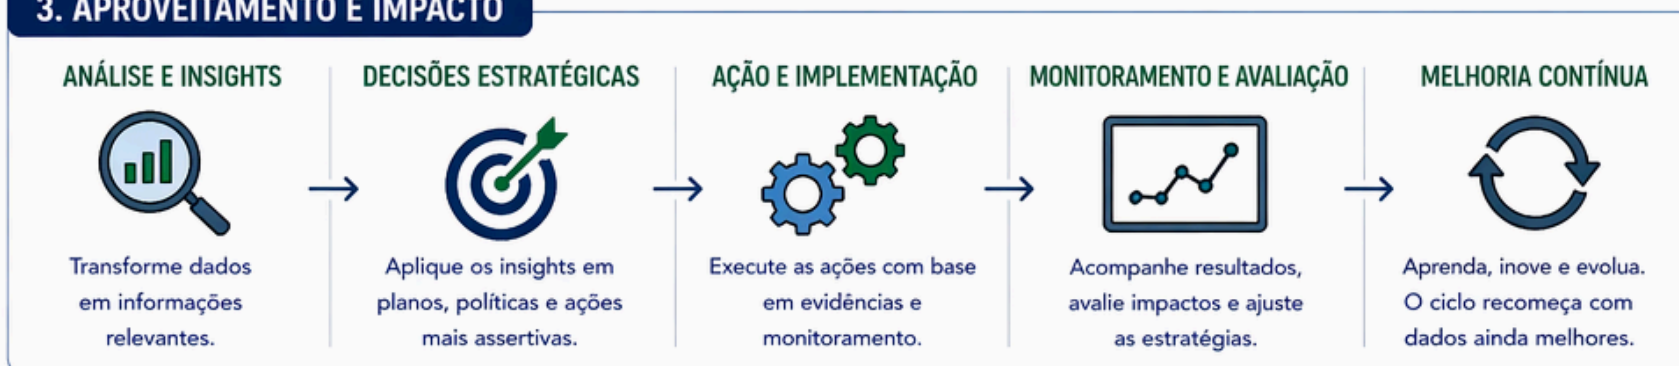 3. APROVEITAMENTO E IMPACTO
ANÁLISE E INSIGHTS
Transforme dados
em informações
relevantes.
DECISÕES ESTRATÉGICAS
Aplique os insights em
planos, políticas e ações
mais assertivas.
AÇÃO E IMPLEMENTAÇÃO
Execute as ações com base
em evidências e
monitoramento.
MONITORAMENTO E AVALIAÇÃO
Acompanhe resultados,
avalie impactos e ajuste
as estratégias.
MELHORIA CONTÍNUA
Aprenda, inove e evolua.
O ciclo recomeça com
dados ainda melhores.